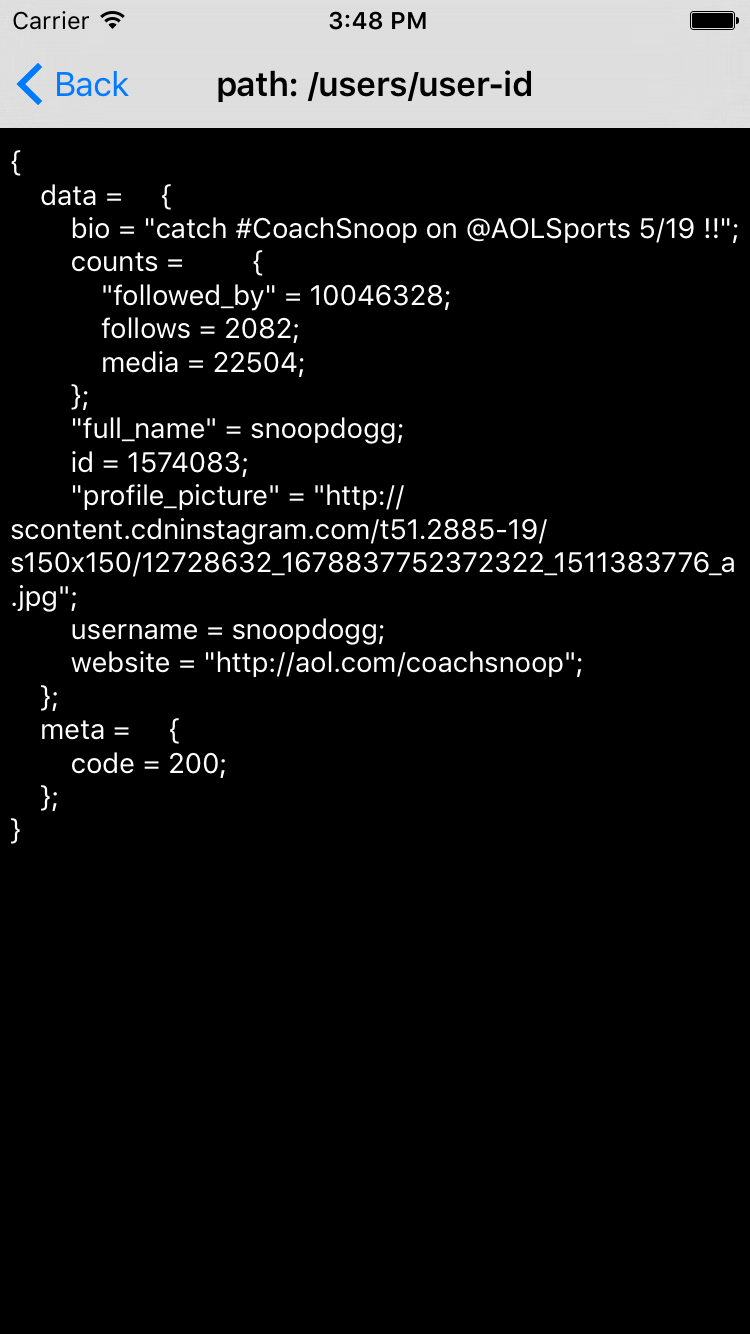 Carrier 3:48 PM
Back path: /users/user-id
{
    data =     {
        bio = "catch #CoachSnoop on @AOLSports 5/19 !!";
        counts =         {
            "followed_by" = 10046328;
            follows = 2082;
            media = 22504;
        };
        "full_name" = snoopdogg;
        id = 1574083;
        "profile_picture" = "http://
scontent.cdninstagram.com/t51.2885-19/
s150x150/12728632_1678837752372322_1511383776_a
.jpg";
        username = snoopdogg;
        website = "http://aol.com/coachsnoop";
    };
    meta =     {
        code = 200;
    };
}